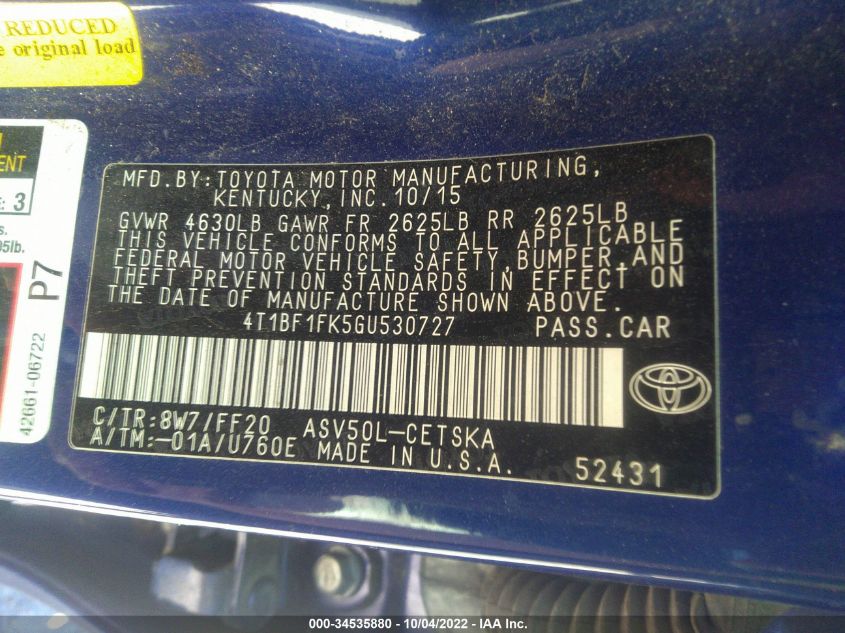 REDUCED
e original load
ENT
E: 3
s.
95lb.
P7
42661-06722
MFD.BY:TOYOTA MOTOR MANUFACTURING,
KENTUCKY,INC.10/15
GVWR 4630LB GAWR FR 2625LB RR 2625LB
THIS VEHICLE CONFORMS TO ALL APPLICABLE
FEDERAL MOTOR VEHICLE SAFETY,BUMPER,AND
THEFT PREVENTION STANDARDS IN EFFECT ON
THE DATE OF MANUFACTURE SHOWN ABOVE.
4T1BF1FK5GU530727 PASS.CAR
C/TR:8W7/FF20 ASV50L-CETSKA
A/TM:-01A/U760E MADE IN U.S.A.
52431
000-34535880 - 10/04/2022 - © Copyright 2022 - IAA Inc.